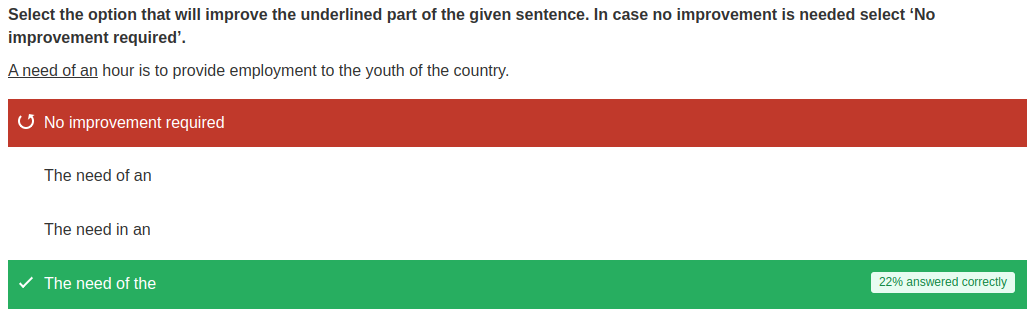 Select the option that will improve the underlined part of the given sentence. In case no improvement is needed select ‘No
improvement required’.
A need of an hour is to provide employment to the youth of the country.
No improvement required
The need of an
The need in an
The need of the
22% answered correctly